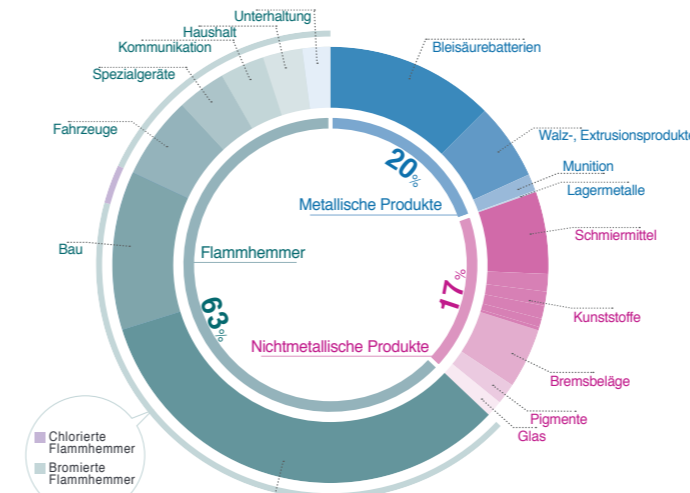 Unterhaltung
Haushalt
Kommunikation
Spezialgeräte
Fahrzeuge
Bau
Bleisäurebatterien
Walz-, Extrusionsprodukte
Munition
Lagermetalle
Schmiermittel
Kunststoffe
Bremsbeläge
Pigmente
Glas
20%
Metallische Produkte
Flammhemmer
63%
17%
Nichtmetallische Produkte
Chlorierte
Flammhemmer
Bromierte
Flammhemmer